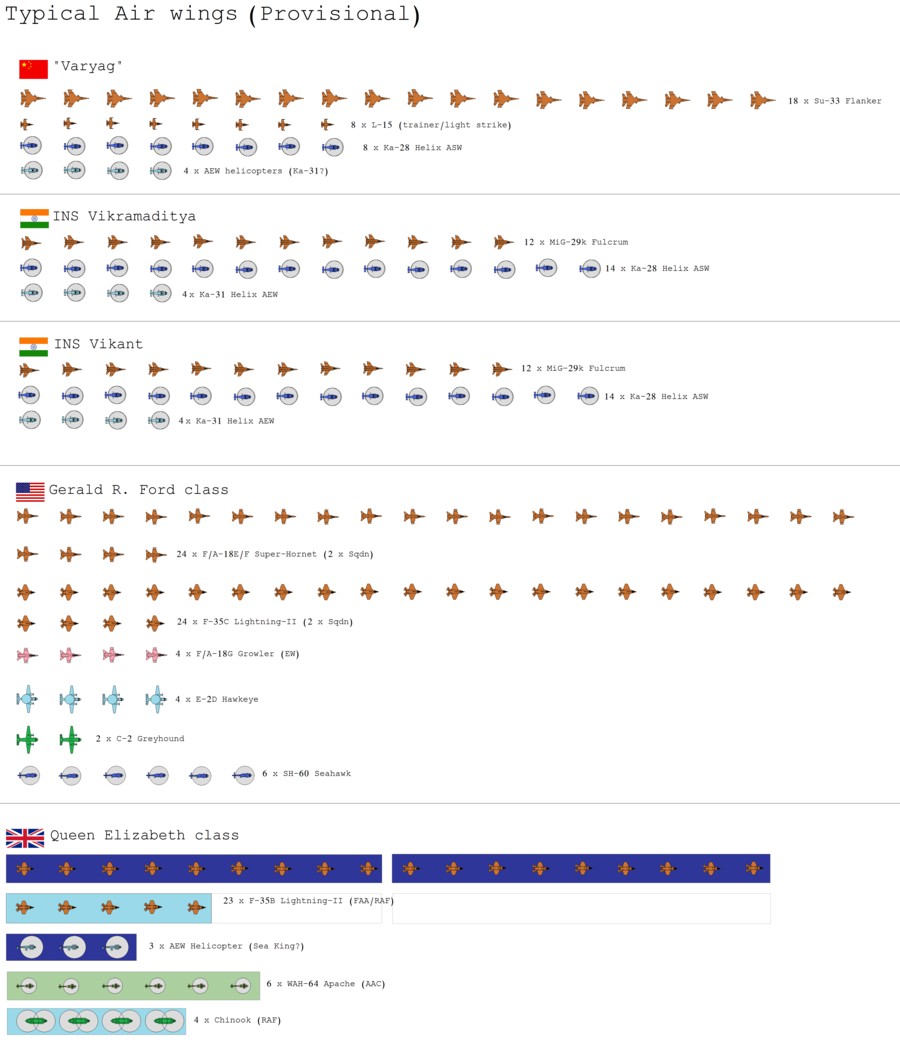 Typical Air wings (Provisional)
"Varyag"
18 x Su-33 Flanker
8 x L-15 (trainer/light strike)
8 x Ka-28 Helix ASW
4 x AEW helicopters (Ka-31?)
INS Vikramaditya
12 x MiG-29k Fulcrum
14 x Ka-28 Helix ASW
4x Ka-31 Helix AEW
INS Vikant
12 x MiG-29k Fulcrum
14 x Ka-28 Helix ASW
4x Ka-31 Helix AEW
Gerald R. Ford class
24 x F/A-18E/F Super-Hornet (2 x Sqdn)
24 x F-35C Lightning-II (2 x Sqdn)
4 x F/A-18G Growler (EW)
4 x E-2D Hawkeye
2 x C-2 Greyhound
6 x SH-60 Seahawk
Queen Elizabeth class
23 x F-35B Lightning-II (FAA/RAF)
3 x AEW Helicopter (Sea King?)
6 x WAH-64 Apache (AAC)
4 x Chinook (RAF)